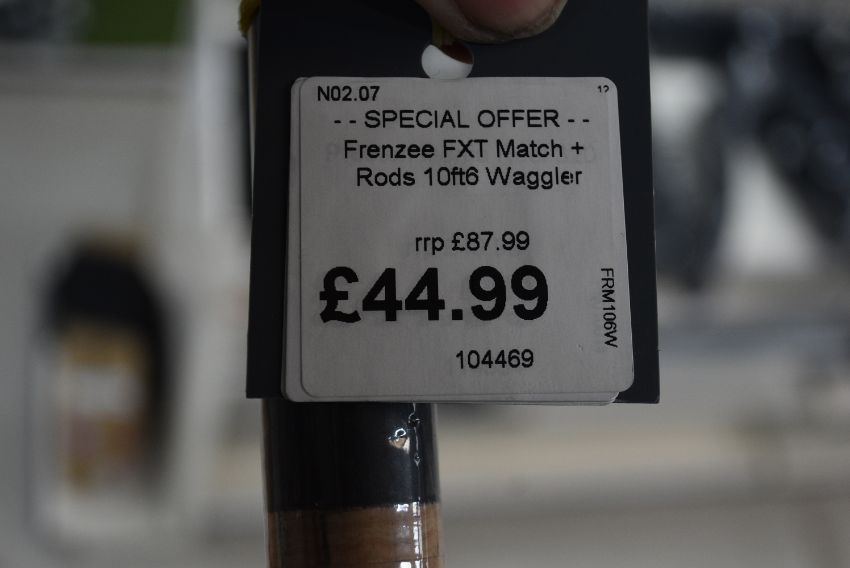 N02.07 12
- - SPECIAL OFFER - -
Frenzee FXT Match +
Rods 10ft6 Waggler
rrp £87.99
£44.99
FRM106W
104469